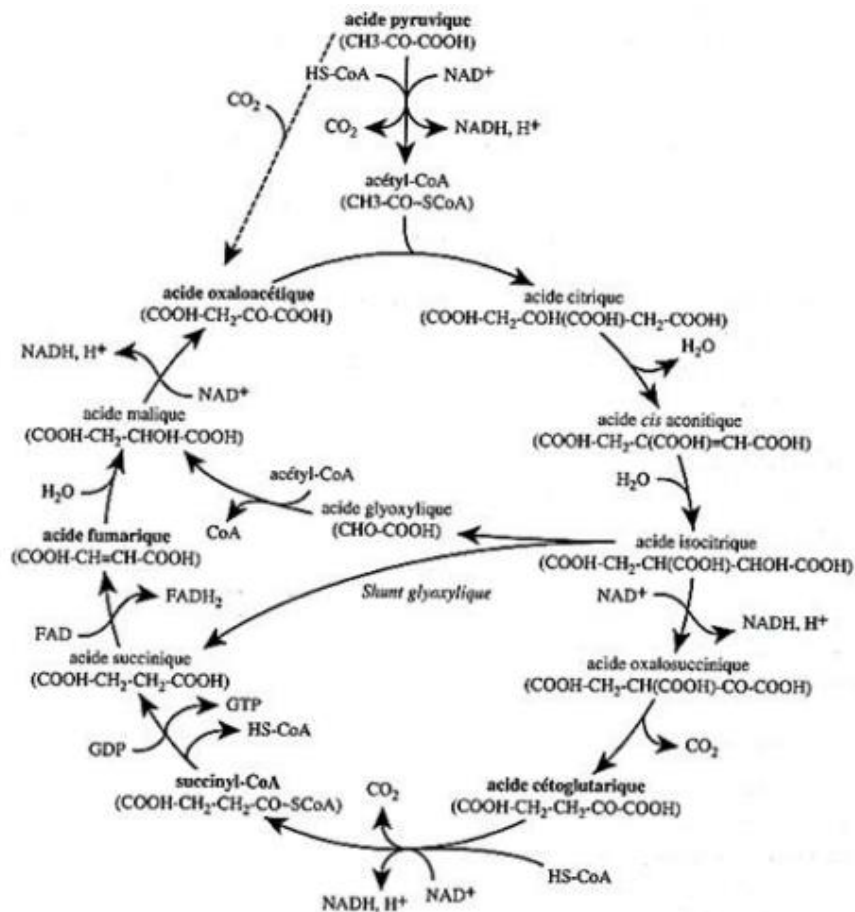 acide pyruvique
(CH3-CO-COOH)
HS-CoA
NAD+
CO2
CO2
NADH, H+
acétyl-CoA
(CH3-CO~SCoA)
acide oxaloacétique
(COOH-CH2-CO-COOH)
acide citrique
(COOH-CH2-COH(COOH)-CH2-COOH)
H2O
NADH, H+
NAD+
acide malique
(COOH-CH2-CHOH-COOH)
acide cis aconitique
(COOH-CH2-C(COOH)=CH-COOH)
H2O
acétyl-CoA
H2O
CoA
acide glyoxylique
(CHO-COOH)
acide fumarique
(COOH-CH=CH-COOH)
acide isocitrique
(COOH-CH2-CH(COOH)-CHOH-COOH)
Shunt glyoxylique
NAD+
NADH, H+
FADH2
FAD
acide succinique
(COOH-CH2-CH2-COOH)
acide oxalosuccinique
(COOH-CH2-CH(COOH)-CO-COOH)
GTP
HS-CoA
GDP
CO2
succinyl-CoA
(COOH-CH2-CH2-CO~SCoA)
CO2
acide cétoglutarique
(COOH-CH2-CH2-CO-COOH)
HS-CoA
NADH, H+
NAD+